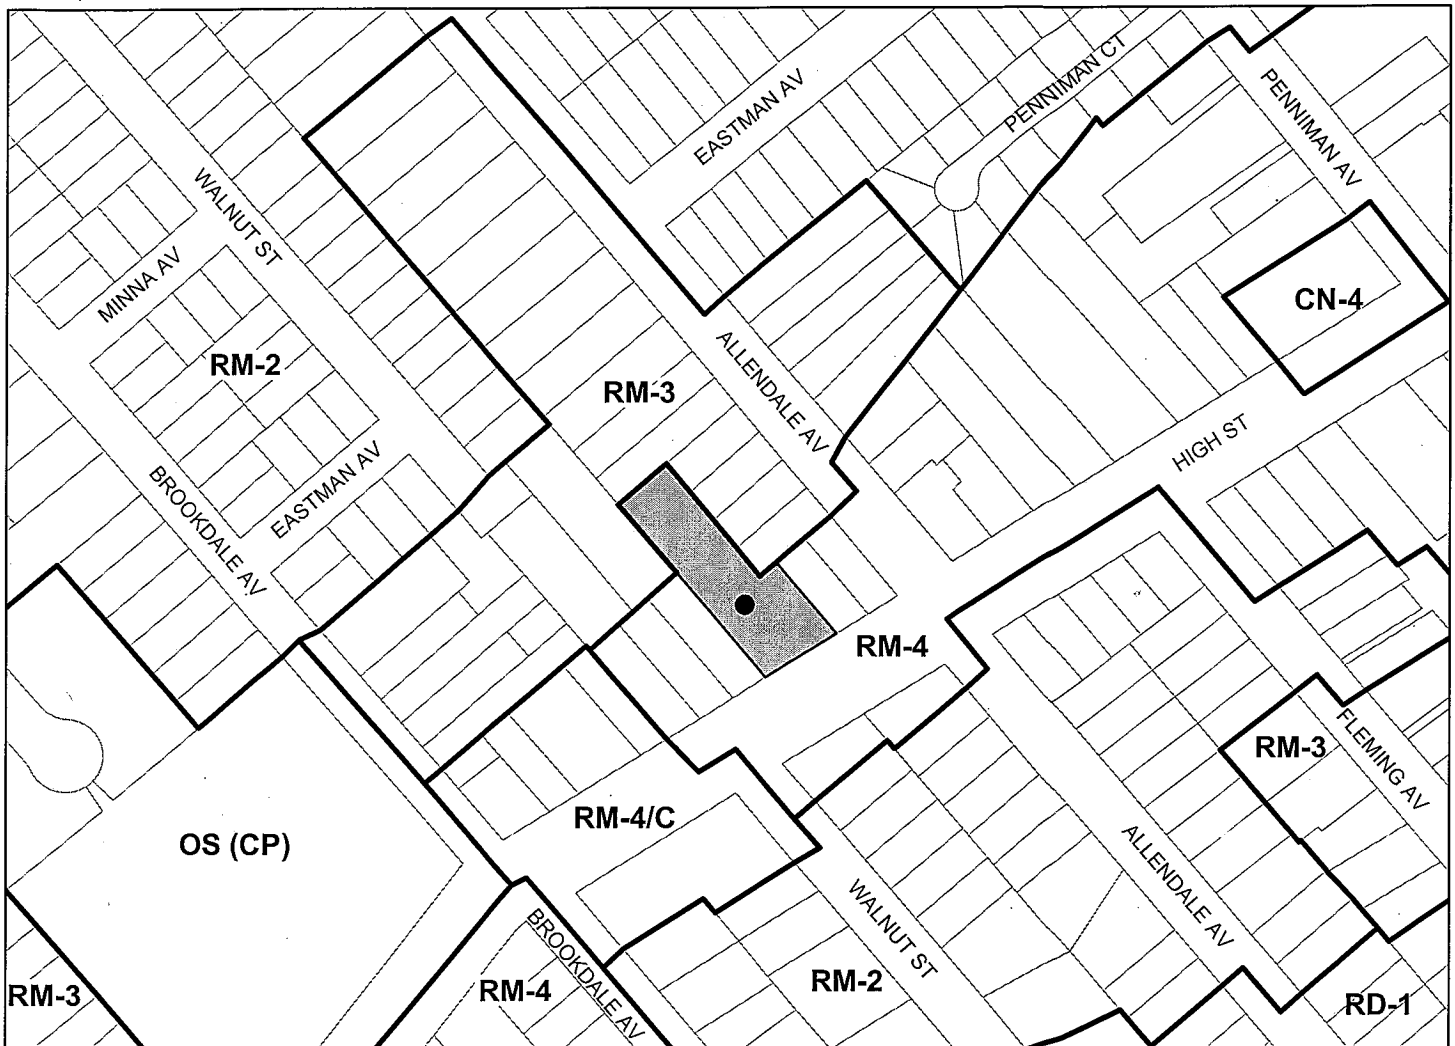 EASTMAN AV
PENNIMAN CT
PENNIMAN AV
WALNUT ST
MINNA AV
CN-4
RM-2
RM-3
ALLENDALE AV
HIGH ST
EASTMAN AV
BROOKDALE AV
RM-4
FLEMING AV
RM-3
RM-4/C
OS (CP)
ALLENDALE AV
WALNUT ST
BROOKDALE AV
RM-3
RM-4
RM-2
RD-1